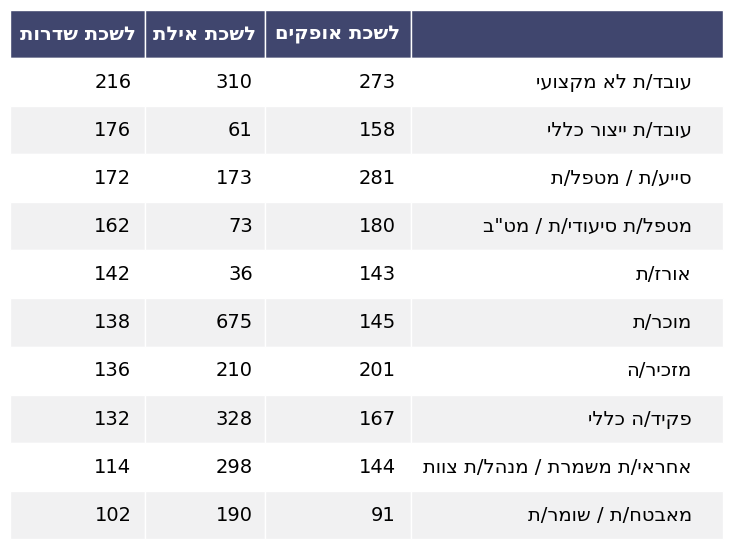 לשכת אופקים לשכת אילת לשכת שדרות
עובד/ת לא מקצועי 273 310 216
עובד/ת ייצור כללי 158 61 176
סייע/ת / מטפל/ת 281 173 172
מטפל/ת סיעודי/ת / מט"ב 180 73 162
אורז/ת 143 36 142
מוכר/ת 145 675 138
מזכיר/ה 201 210 136
פקיד/ה כללי 167 328 132
אחראי/ת משמרת / מנהל/ת צוות 144 298 114
מאבטח/ת / שומר/ת 91 190 102